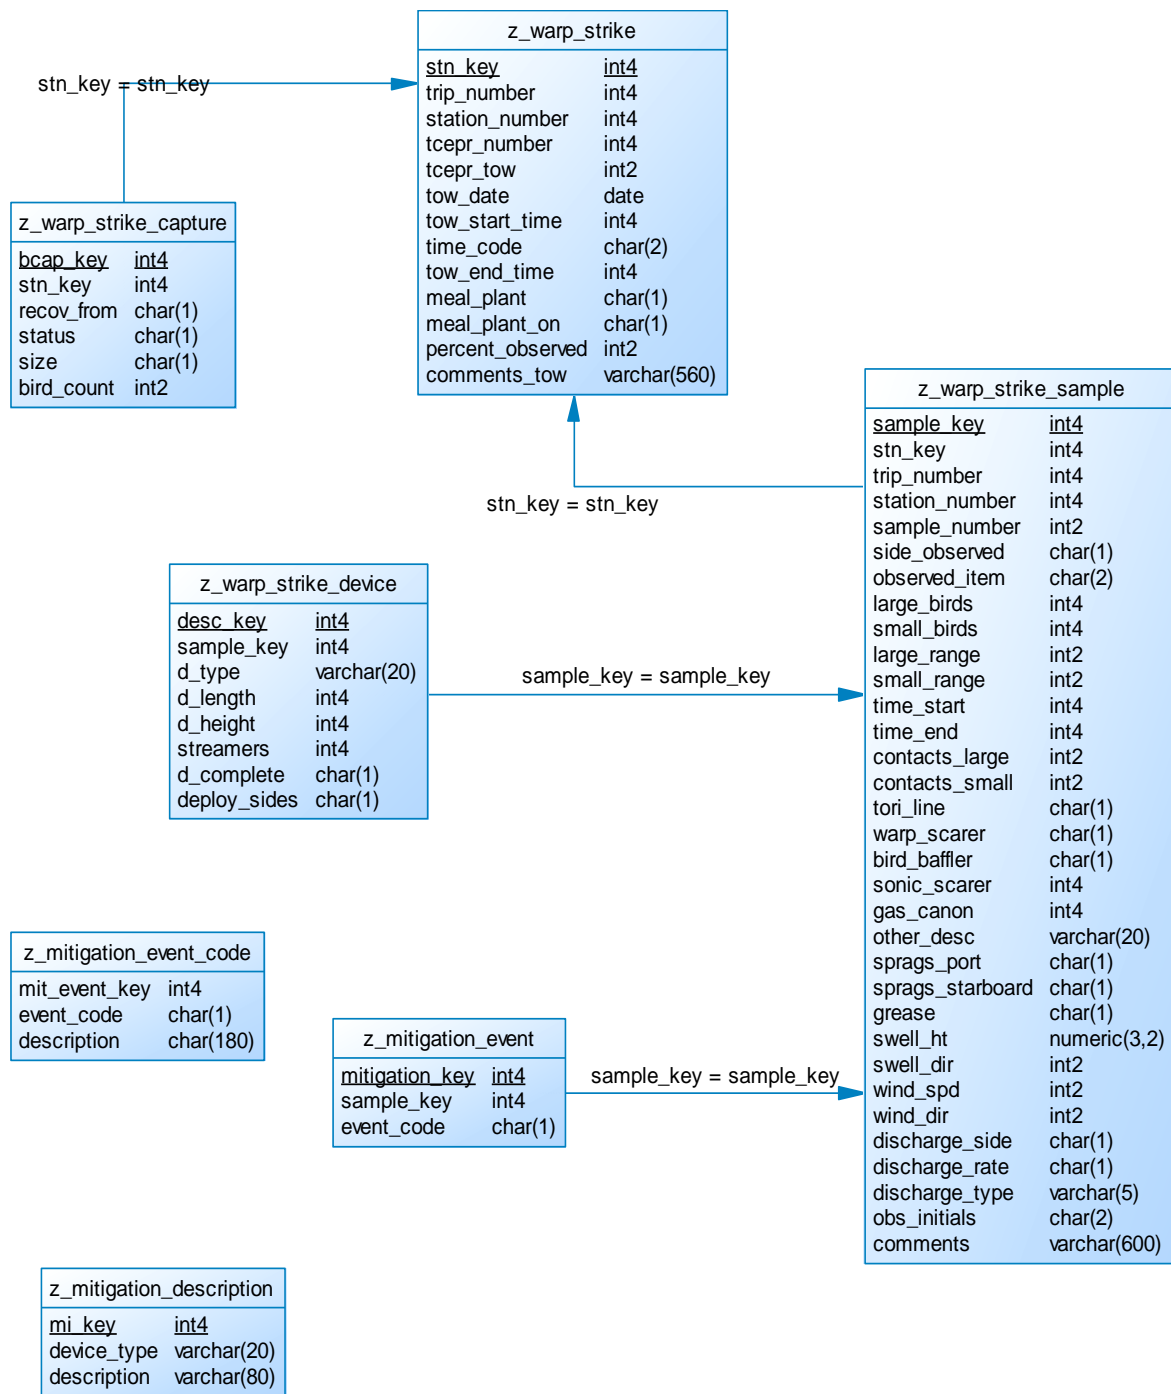 z_warp_strike
stn_key int4
trip_number int4
station_number int4
tcepr_number int4
tcepr_tow int2
tow_date date
tow_start_time int4
time_code char(2)
tow_end_time int4
meal_plant char(1)
meal_plant_on char(1)
percent_observed int2
comments_tow varchar(560)
stn_key = stn_key
z_warp_strike_capture
bcap_key int4
stn_key int4
recov_from char(1)
status char(1)
size char(1)
bird_count int2
z_warp_strike_sample
sample_key int4
stn_key int4
trip_number int4
station_number int4
sample_number int2
side_observed char(1)
observed_item char(2)
large_birds int4
small_birds int4
large_range int2
small_range int2
time_start int4
time_end int4
contacts_large int2
contacts_small int2
tori_line char(1)
warp_scarer char(1)
bird_baffler char(1)
sonic_scarer int4
gas_canon int4
other_desc varchar(20)
sprags_port char(1)
sprags_starboard char(1)
grease char(1)
swell_ht numeric(3,2)
swell_dir int2
wind_spd int2
wind_dir int2
discharge_side char(1)
discharge_rate char(1)
discharge_type varchar(5)
obs_initials char(2)
comments varchar(600)
stn_key = stn_key
z_warp_strike_device
desc_key int4
sample_key int4
d_type varchar(20)
d_length int4
d_height int4
streamers int4
d_complete char(1)
deploy_sides char(1)
sample_key = sample_key
z_mitigation_event_code
mit_event_key int4
event_code char(1)
description char(180)
z_mitigation_event
mitigation_key int4
sample_key int4
event_code char(1)
sample_key = sample_key
z_mitigation_description
mi_key int4
device_type varchar(20)
description varchar(80)